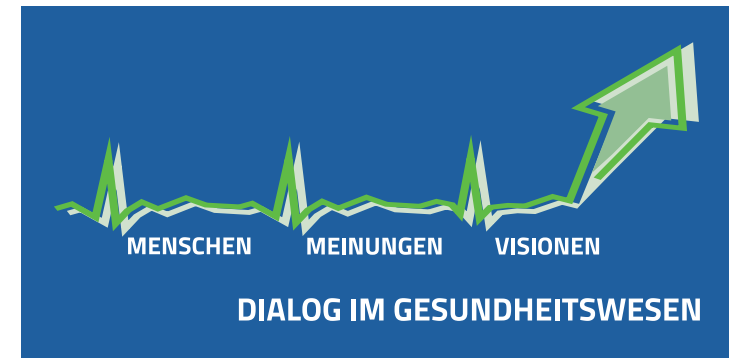 MENSCHEN MEINUNGEN VISIONEN
DIALOG IM GESUNDHEITSWESEN